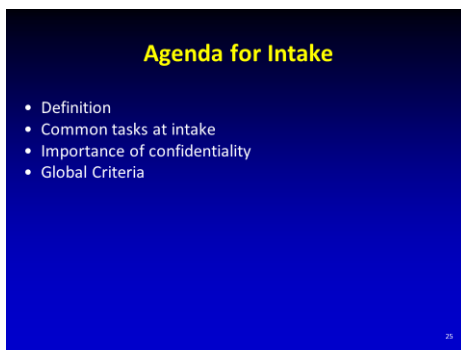 Agenda for Intake
• Definition
• Common tasks at intake
• Importance of confidentiality
• Global Criteria
25